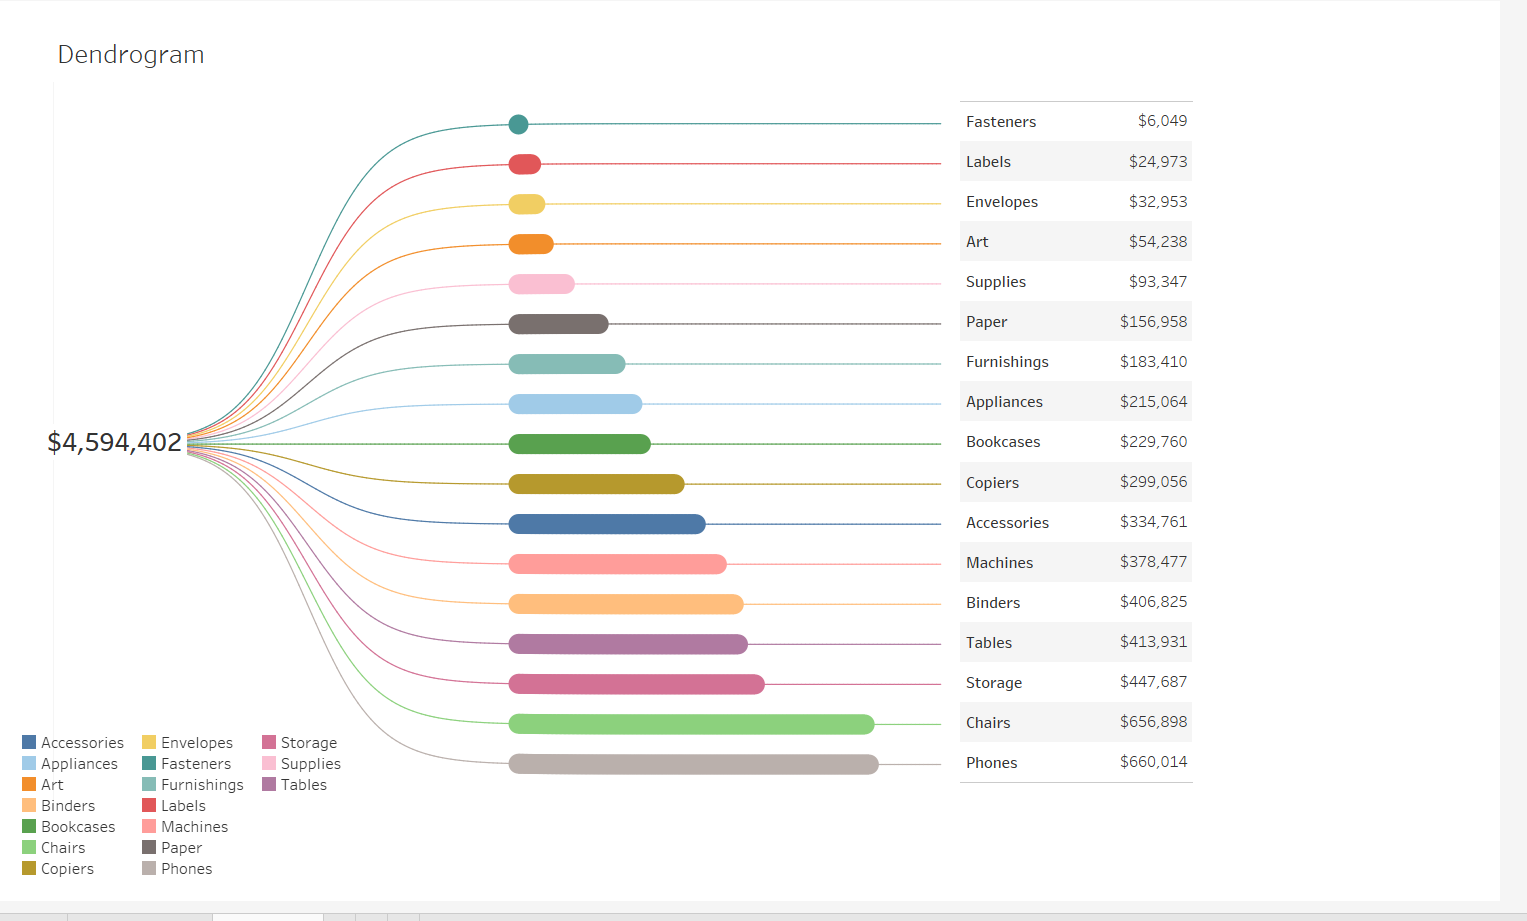 Dendrogram
Fasteners $6,049
Labels $24,973
Envelopes $32,953
Art $54,238
Supplies $93,347
Paper $156,958
Furnishings $183,410
Appliances $215,064
$4,594,402
Bookcases $229,760
Copiers $299,056
Accessories $334,761
Machines $378,477
Binders $406,825
Tables $413,931
Storage $447,687
Chairs $656,898
Phones $660,014
Accessories
Appliances
Art
Binders
Bookcases
Chairs
Copiers
Envelopes
Fasteners
Furnishings
Labels
Machines
Paper
Phones
Storage
Supplies
Tables